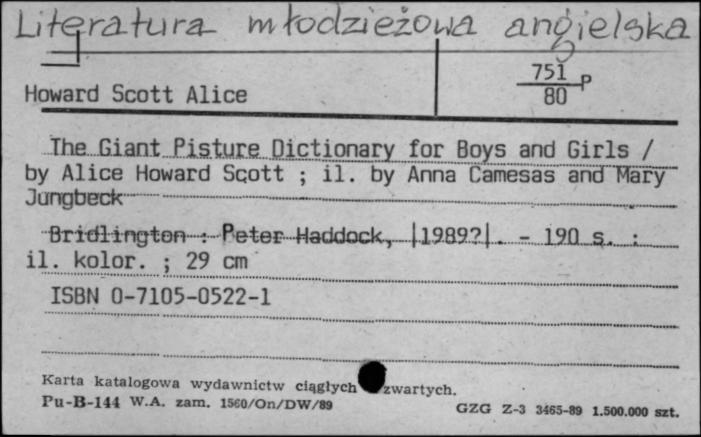 Literatura młodzieżowa angielska
751 p
80
Howard Scott Alice
The Giant Pisture Dictionary for Boys and Girls /
by Alice Howard Scott ; il. by Anna Camesas and Mary
Jungbeck
Bridlington : Peter Haddock, |1989?|. - 190 s. :
il. kolor. ; 29 cm
ISBN 0-7105-0522-1
Karta katalogowa wydawnictw ciągłych zwartych.
Pu-B-144 W.A. zam. 1560/On/DW/89
GZG Z-3 3465-89 1.500.000 szt.